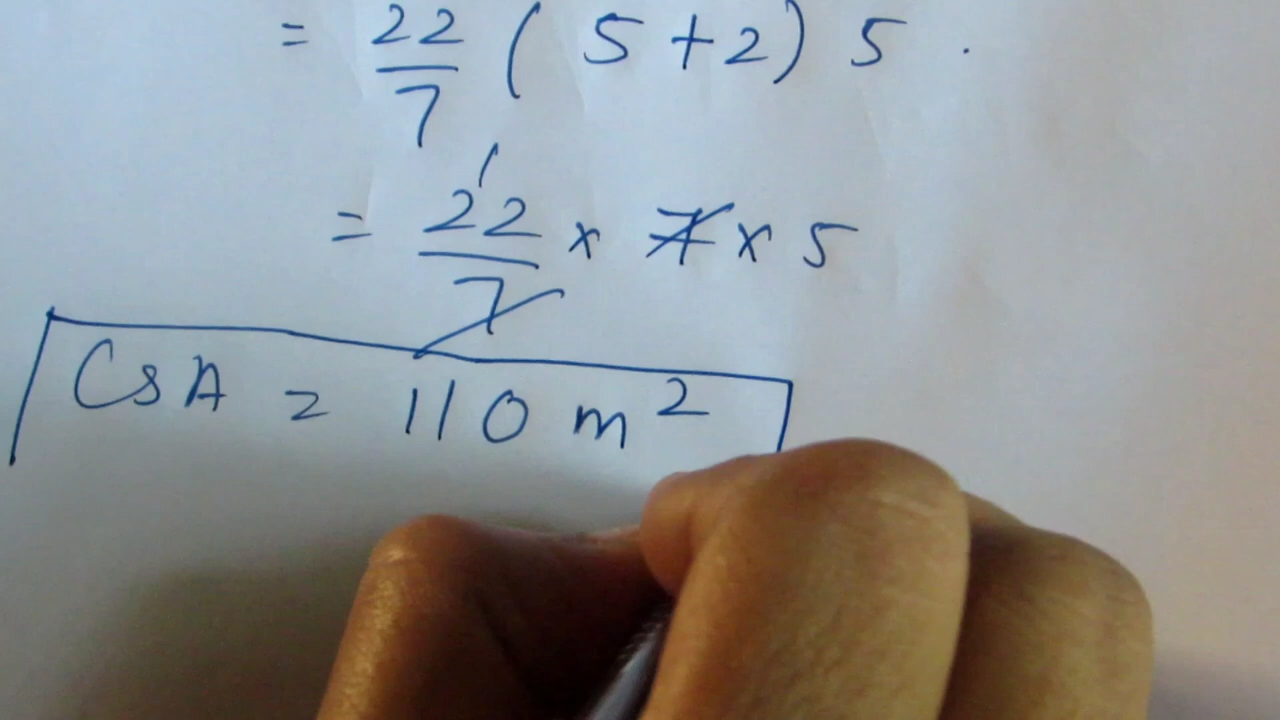 = 22/7 ( 5 + 2 ) 5 .
= 22/7 x 7 x 5
CSA = 110 m²